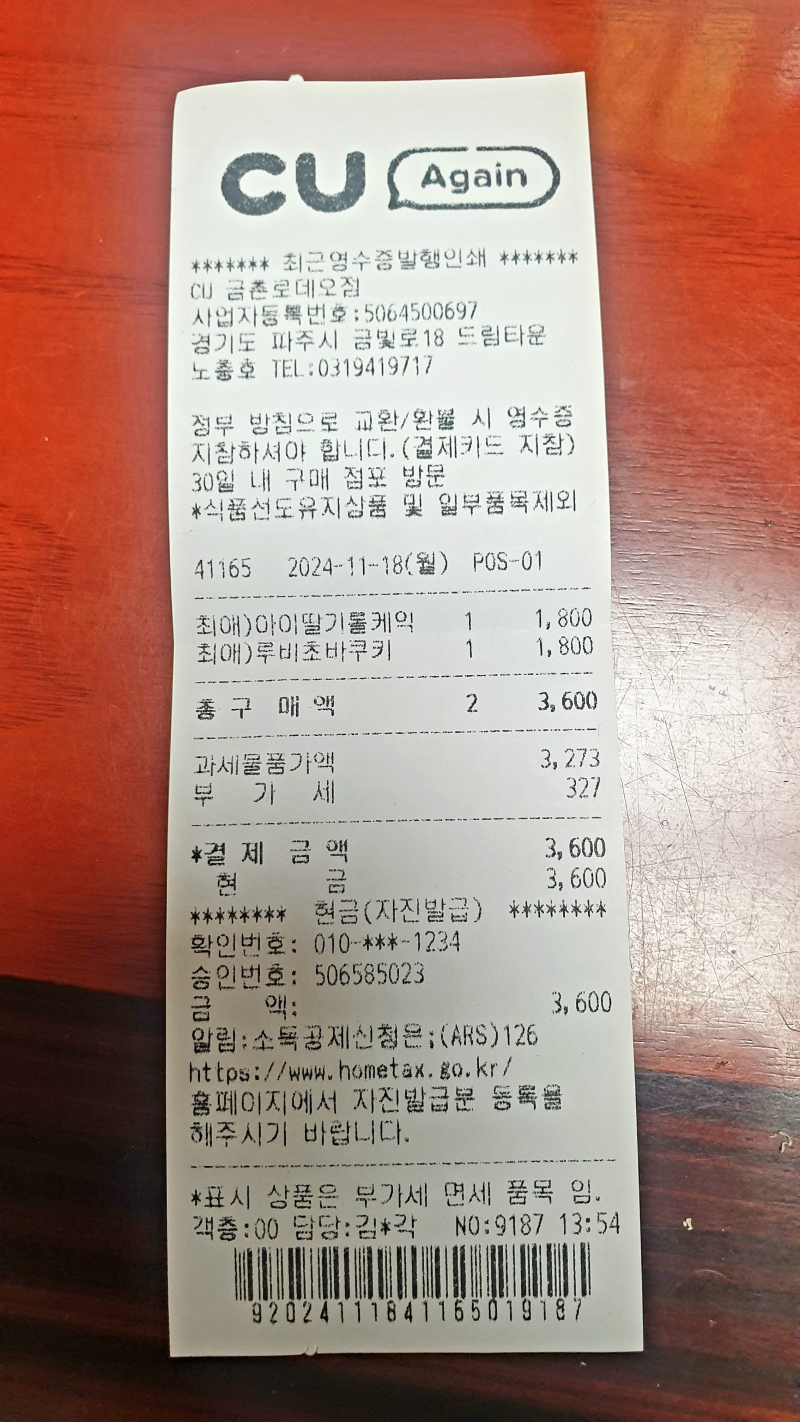 CU Again
******* 최근영수증발행인쇄 *******
CU 금촌로데오점
사업자등록번호:5064500697
경기도 파주시 금빛로18 드림타운
노충호 TEL:0319419717
정부 방침으로 교환/환불 시 영수증
지참하셔야 합니다.(결제카드 지참)
30일 내 구매 점포 방문
*식품선도유지상품 및 일부품목제외
41165 2024-11-18(월) POS-01
최애)아이딸기롤케익 1 1,800
최애)루비초바쿠키 1 1,800
총 구 매 액 2 3,600
과세물품가액 3,273
부 가 세 327
*결 제 금 액 3,600
현 금 3,600
******** 현금(자진발급) ********
확인번호: 010-***-1234
승인번호: 506585023
금 액: 3,600
알림:소득공제신청은;(ARS)126
https://www.hometax.go.kr/
홈페이지에서 자진발급분 등록을
해주시기 바랍니다.
*표시 상품은 부가세 면세 품목 임.
객층:00 담당:김*각 NO:9187 13:54
92024111841165019187